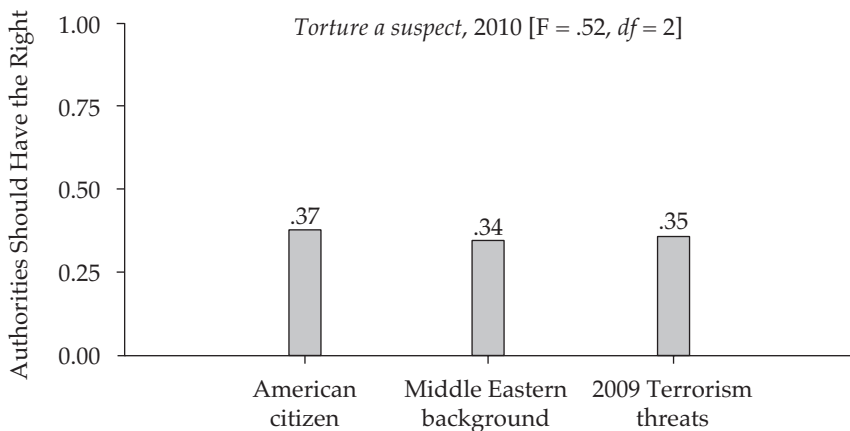 Torture a suspect, 2010 [F = .52, df = 2]
Authorities Should Have the Right
1.00
0.75
0.50
0.25
0.00
.37
.34
.35
American
citizen
Middle Eastern
background
2009 Terrorism
threats